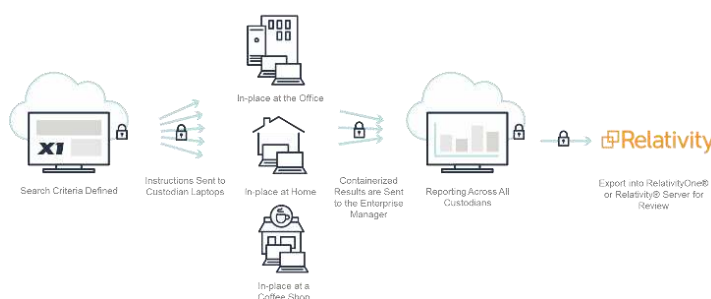 In-place at the Office
X1
Search Criteria Defined
Instructions Sent to
Custodian Laptops
In-place at Home
Containerized
Results are Sent
to the Enterprise
Manager
Reporting Across All
Custodians
Relativity
Export into RelativityOne®
or Relativity® Server for
Review
In-place at a
Coffee Shop